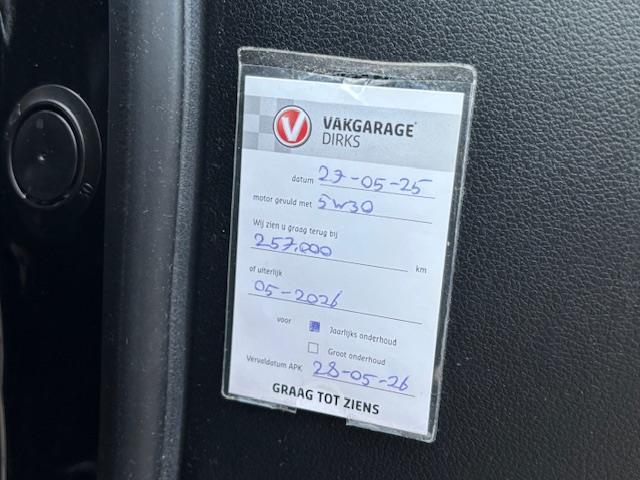 V VAKGARAGE
DIRKS
datum 27-05-25
motor gevuld met 5W30
Wij zien u graag terug bij
257.000 km
of uiterlijk
05-2026
voor Jaarlijks onderhoud
Groot onderhoud
Vervaldatum APK 28-05-26
GRAAG TOT ZIENS